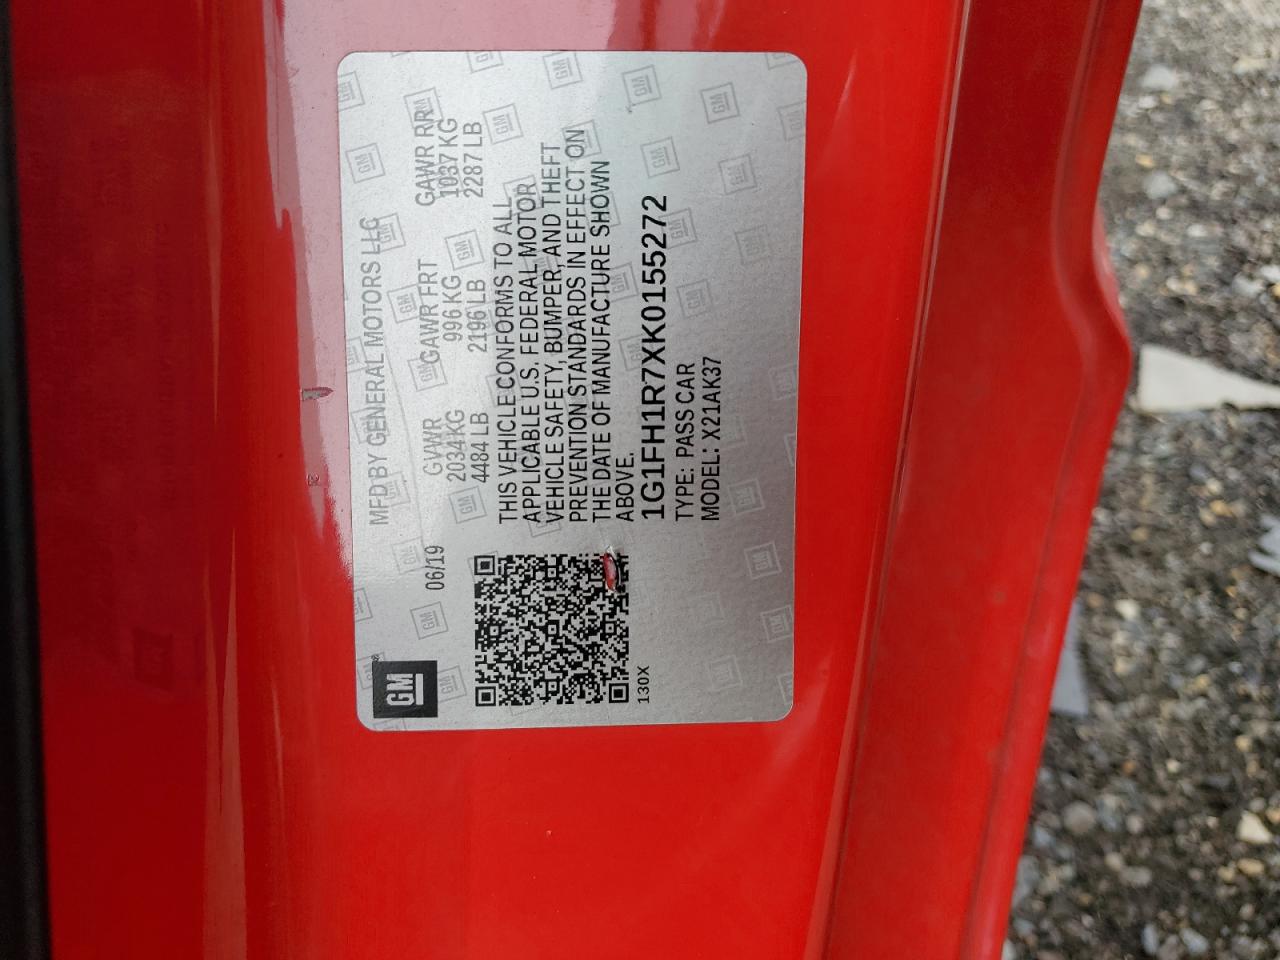 GM
06/19
MFD BY GENERAL MOTORS LLC
GVWR GAWR FRT GAWR RR
2034 KG 996 KG 1037 KG
4484 LB 2196 LB 2287 LB
THIS VEHICLE CONFORMS TO ALL
APPLICABLE U.S. FEDERAL MOTOR
VEHICLE SAFETY, BUMPER, AND THEFT
PREVENTION STANDARDS IN EFFECT ON
THE DATE OF MANUFACTURE SHOWN
ABOVE.
1G1FH1R7XK0155272
TYPE: PASS CAR
MODEL: X21AK37
130X